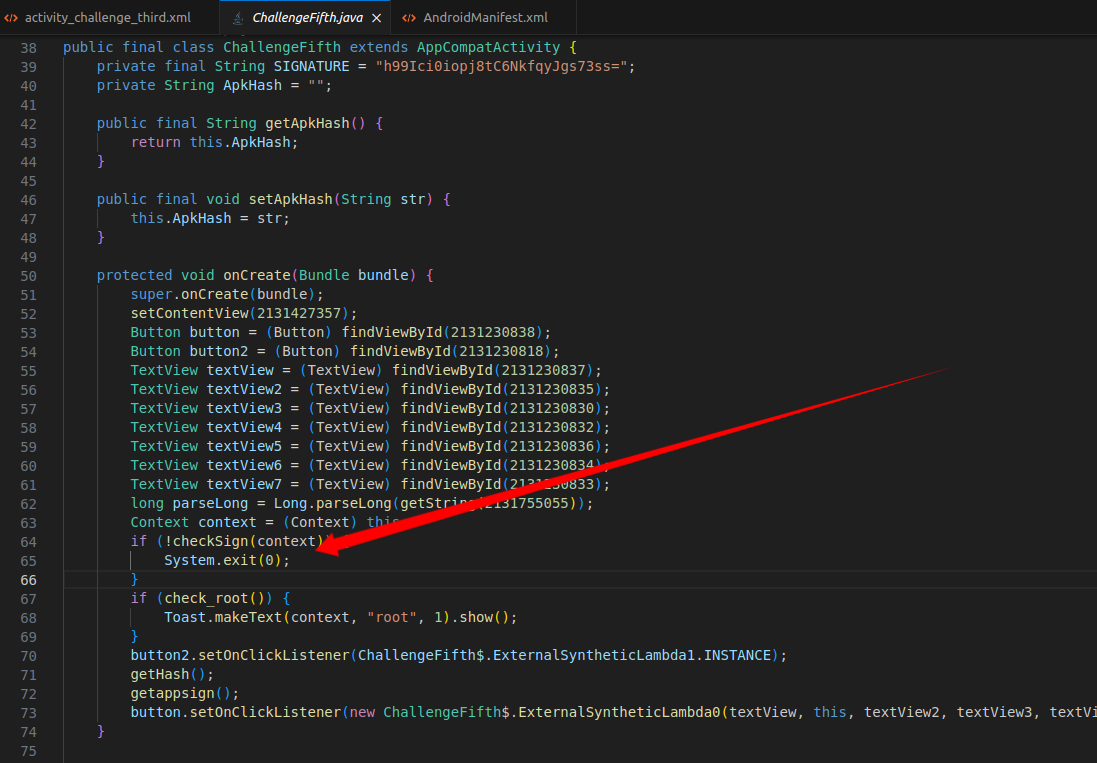 activity_challenge_third.xml ChallengeFifth.java AndroidManifest.xml
38 public final class ChallengeFifth extends AppCompatActivity {
39 private final String SIGNATURE = "h99Ici0iopj8tC6NkfqyJgs73ss=";
40 private String ApkHash = "";
41
42 public final String getApkHash() {
43 return this.ApkHash;
44 }
45
46 public final void setApkHash(String str) {
47 this.ApkHash = str;
48 }
49
50 protected void onCreate(Bundle bundle) {
51 super.onCreate(bundle);
52 setContentView(2131427357);
53 Button button = (Button) findViewById(2131230838);
54 Button button2 = (Button) findViewById(2131230818);
55 TextView textView = (TextView) findViewById(2131230837);
56 TextView textView2 = (TextView) findViewById(2131230835);
57 TextView textView3 = (TextView) findViewById(2131230830);
58 TextView textView4 = (TextView) findViewById(2131230832);
59 TextView textView5 = (TextView) findViewById(2131230836);
60 TextView textView6 = (TextView) findViewById(2131230834);
61 TextView textView7 = (TextView) findViewById(2131230833);
62 long parseLong = Long.parseLong(getString(2131755055));
63 Context context = (Context) this
64 if (!checkSign(context)
65 System.exit(0);
66 }
67 if (check_root()) {
68 Toast.makeText(context, "root", 1).show();
69 }
70 button2.setOnClickListener(ChallengeFifth$.ExternalSyntheticLambda1.INSTANCE);
71 getHash();
72 getappsign();
73 button.setOnClickListener(new ChallengeFifth$.ExternalSyntheticLambda0(textView, this, textView2, textView3, textVi
74 }
75